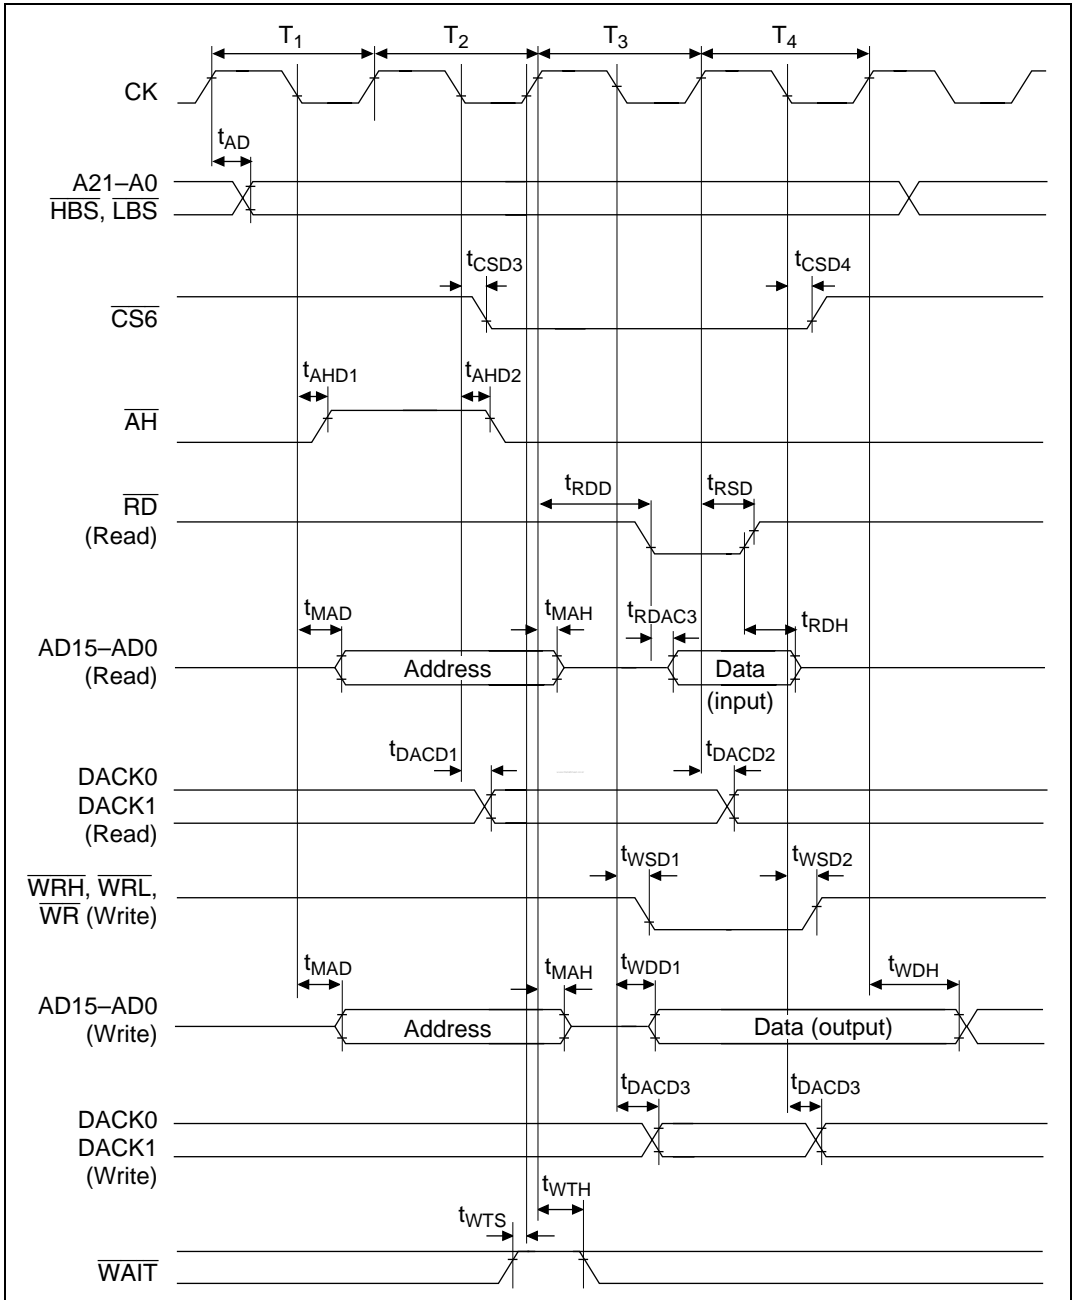 T1 T2 T3 T4
CK
tAD
A21–A0
HBS, LBS
tCSD3 tCSD4
CS6
tAHD1 tAHD2
AH
tRDD tRSD
RD
(Read)
tMAD tMAH tRDAC3 tRDH
AD15–AD0
(Read)
Address Data
(input)
tDACD1 tDACD2
DACK0
DACK1
(Read)
tWSD1 tWSD2
WRH, WRL,
WR (Write)
tMAD tMAH tWDD1 tWDH
AD15–AD0
(Write)
Address Data (output)
tDACD3 tDACD3
DACK0
DACK1
(Write)
tWTS tWTH
WAIT